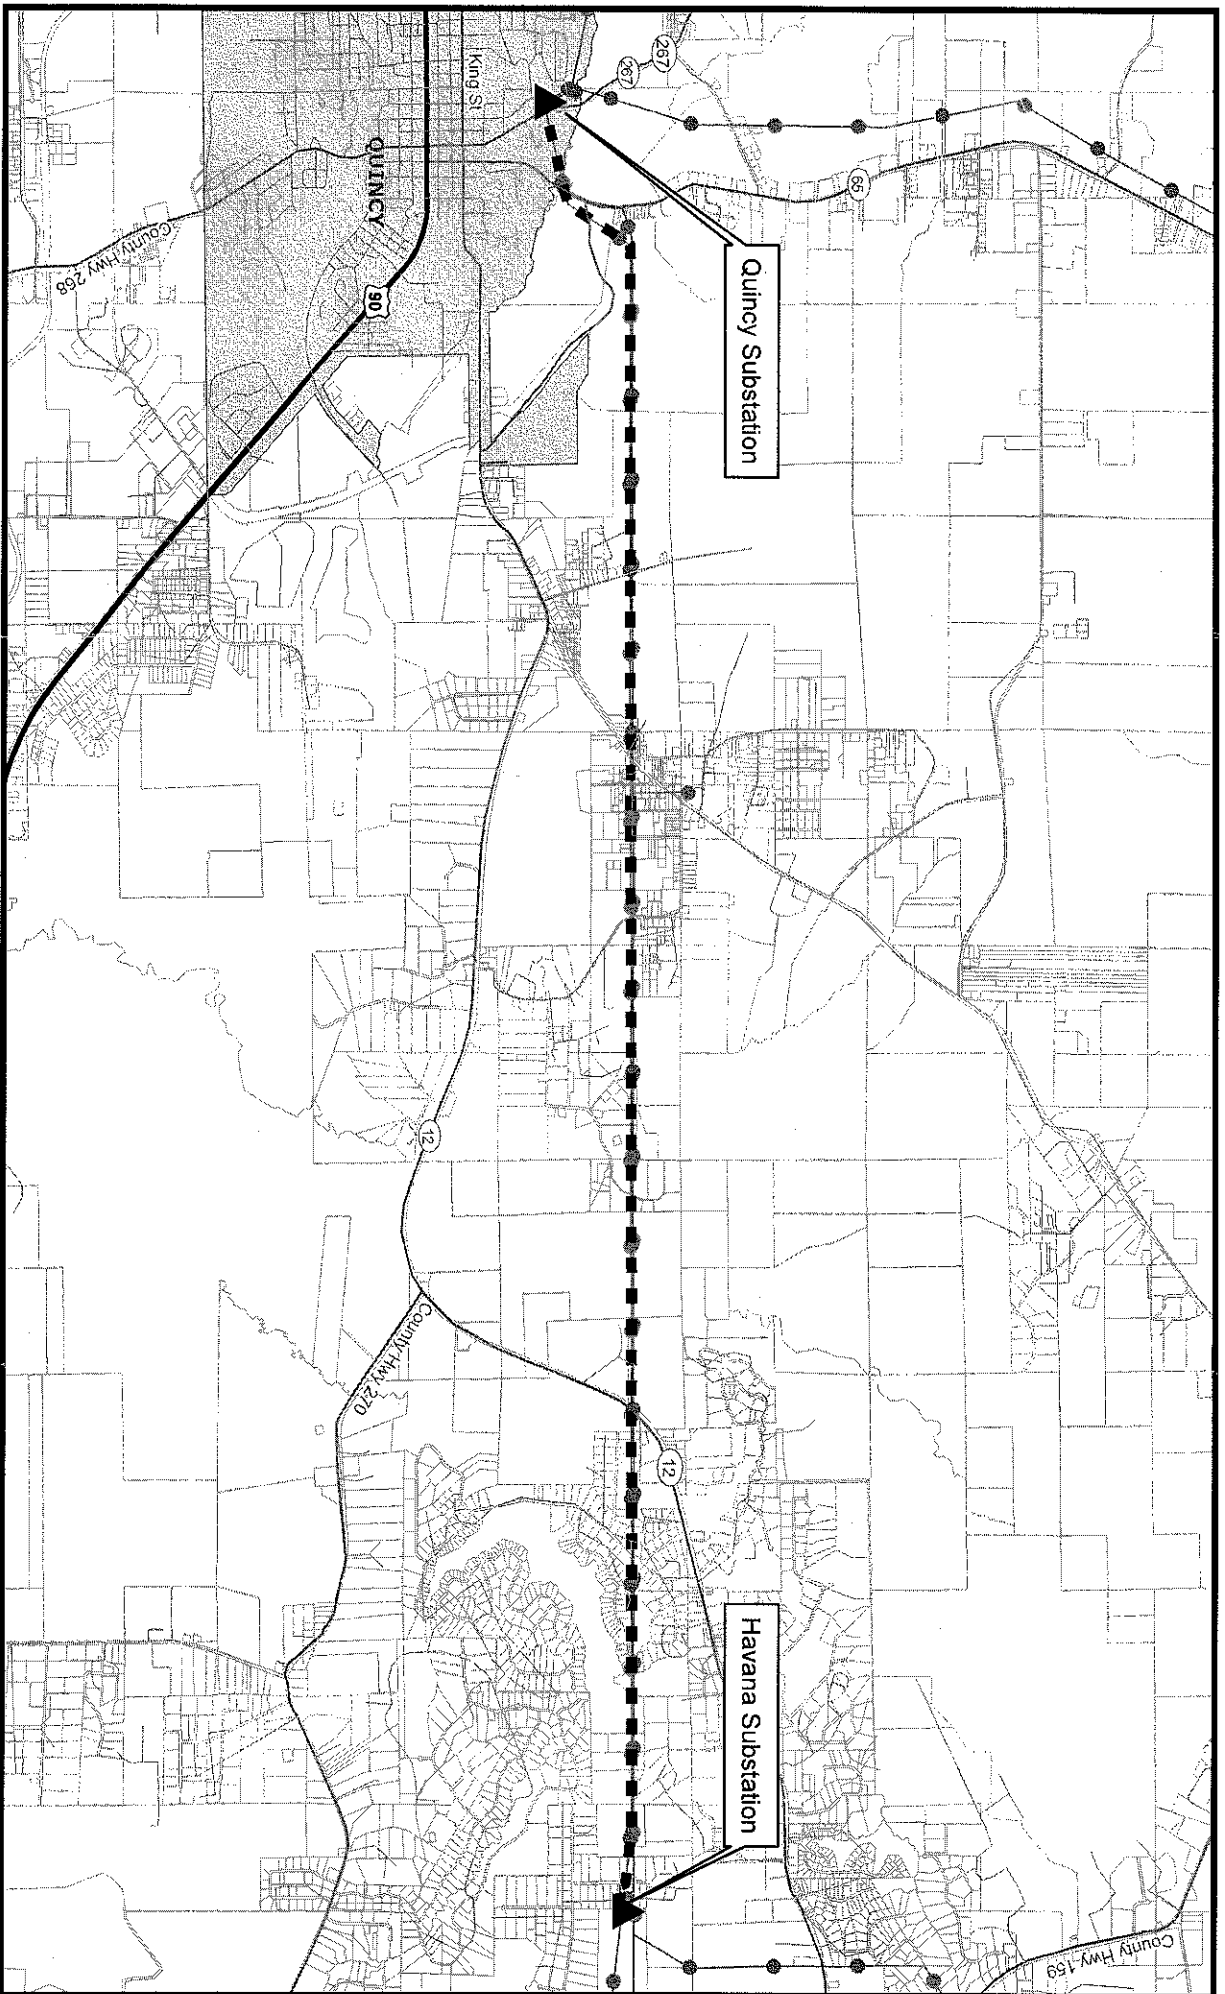 267
267
65
King St
QUINCY
90
County Hwy 268
Quincy Substation
12
County Hwy 270
12
Havana Substation
County Hwy 159